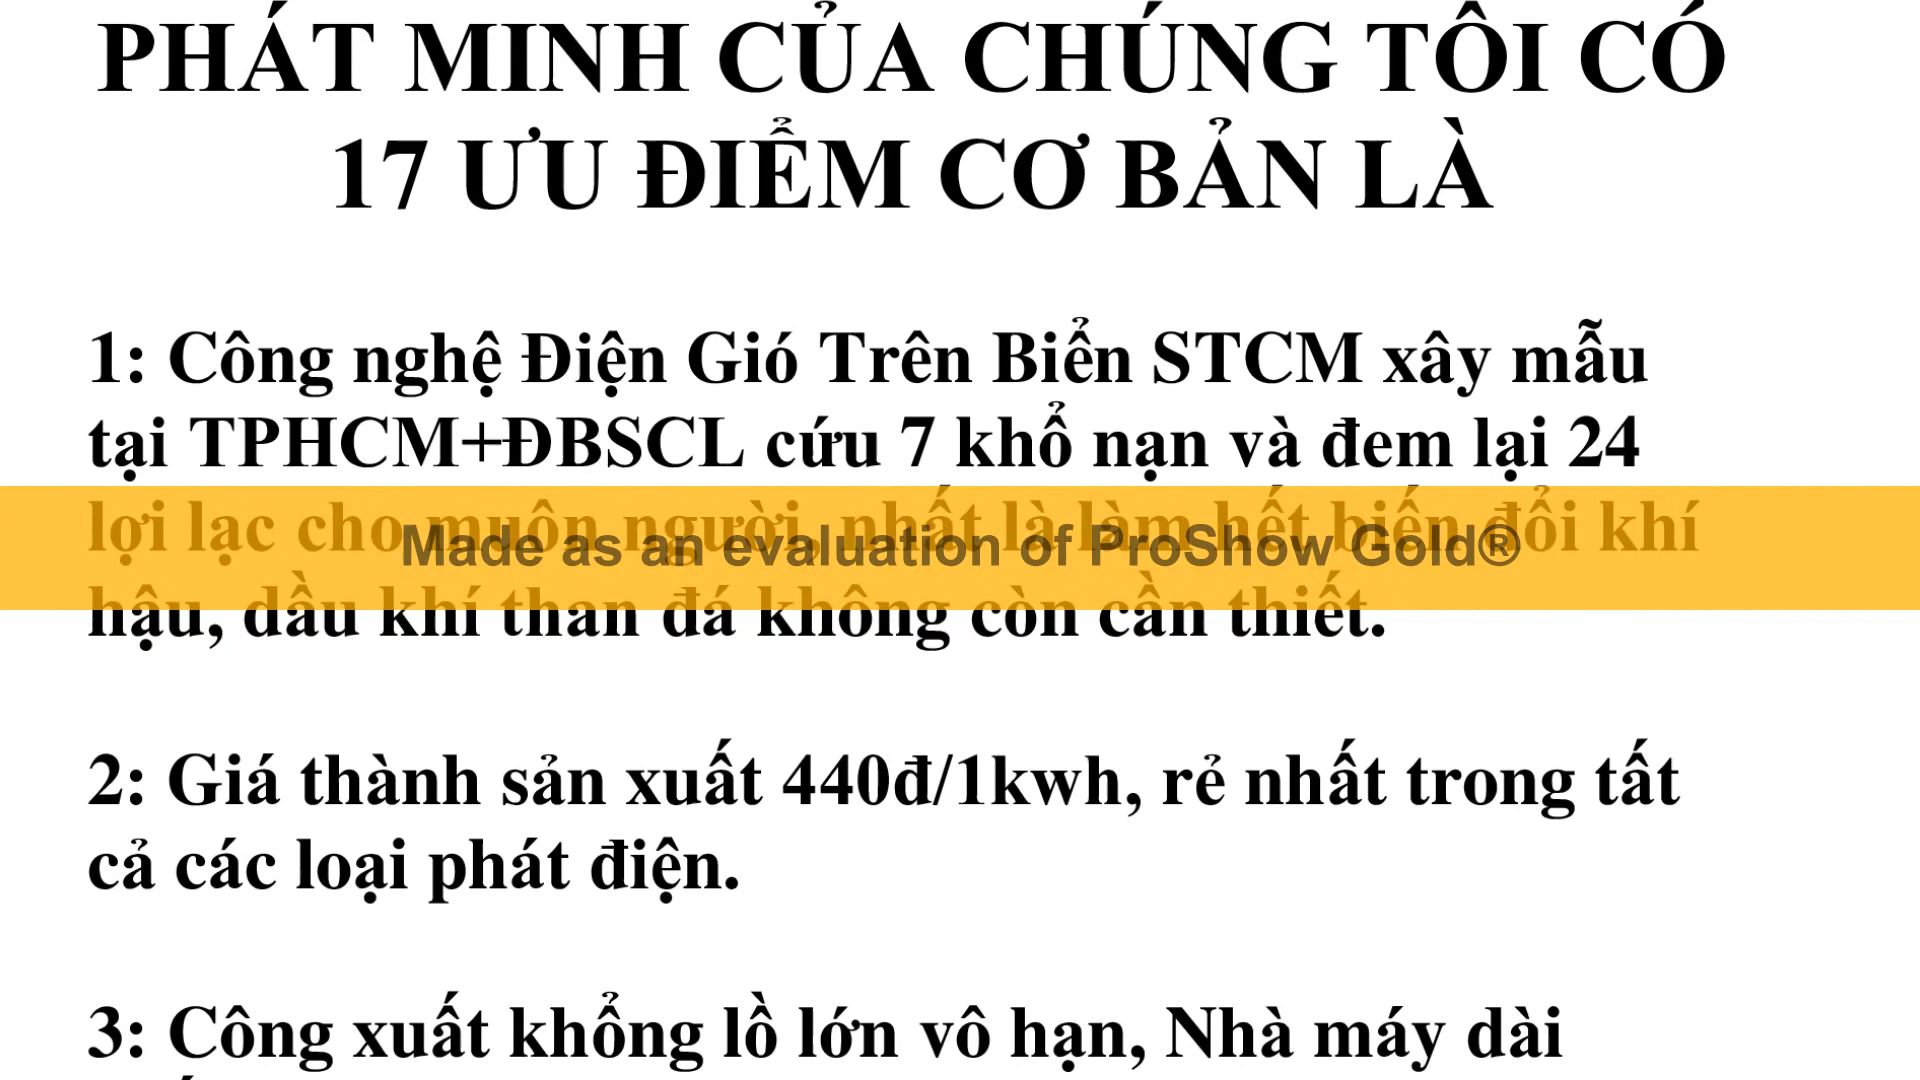 PHÁT MINH CỦA CHÚNG TÔI CÓ
17 ƯU ĐIỂM CƠ BẢN LÀ
1: Công nghệ Điện Gió Trên Biển STCM xây mẫu
tại TPHCM+ĐBSCL cứu 7 khổ nạn và đem lại 24
lợi lạc cho muôn người, nhất là làm hết biến đổi khí
Made as an evaluation of ProShow Gold®
hậu, dầu khí than đá không còn cần thiết.
2: Giá thành sản xuất 440đ/1kwh, rẻ nhất trong tất
cả các loại phát điện.
3: Công xuất khổng lồ lớn vô hạn, Nhà máy dài